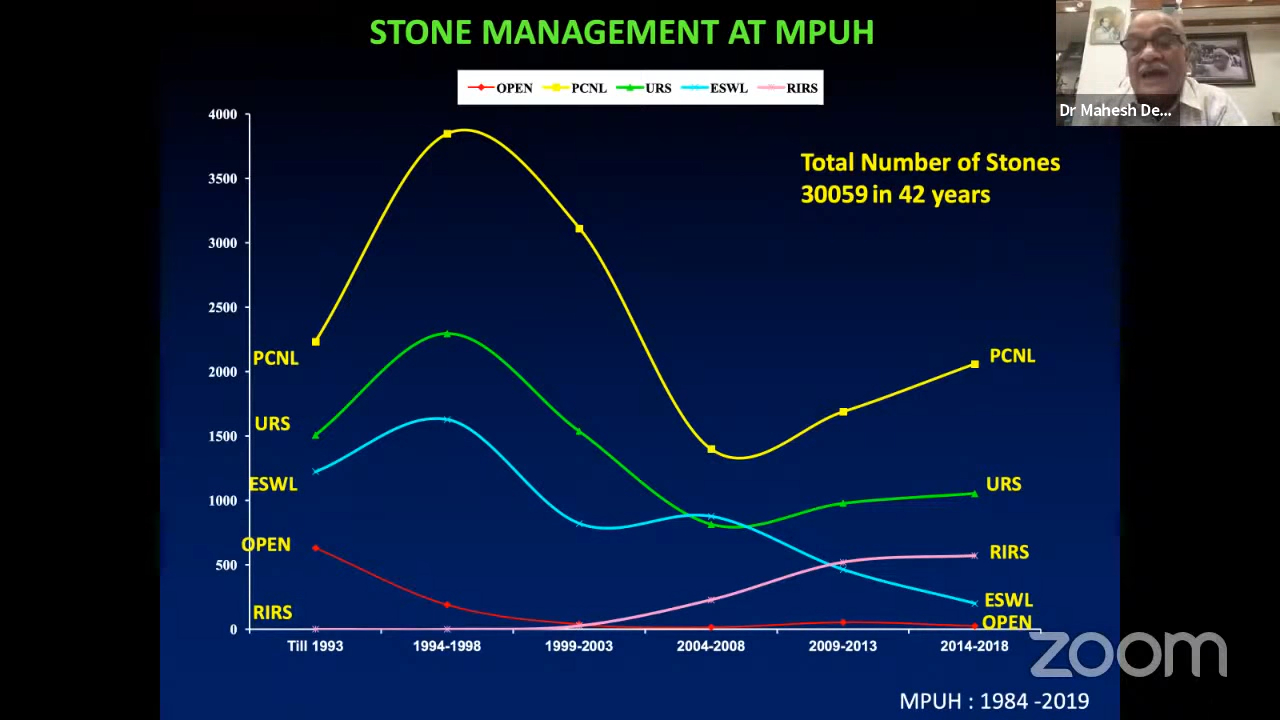 STONE MANAGEMENT AT MPUH
OPEN PCNL URS ESWL RIRS
Dr Mahesh De...
Total Number of Stones
30059 in 42 years
4000
3500
3000
2500
2000
1500
1000
500
0
PCNL
URS
ESWL
OPEN
RIRS
PCNL
URS
RIRS
ESWL
OPEN
Till 1993 1994-1998 1999-2003 2004-2008 2009-2013 2014-2018
zoom
MPUH : 1984 -2019